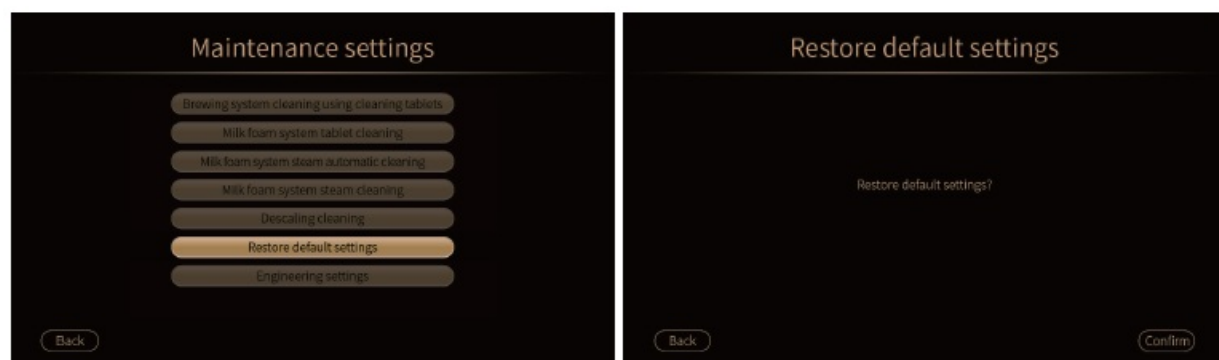 Maintenance settings
Brewing system cleaning using cleaning tablets
Milk foam system tablet cleaning
Milk foam system steam automatic cleaning
Milk foam system steam cleaning
Descaling cleaning
Restore default settings
Engineering settings
Back
Restore default settings
Restore default settings?
Back
Confirm